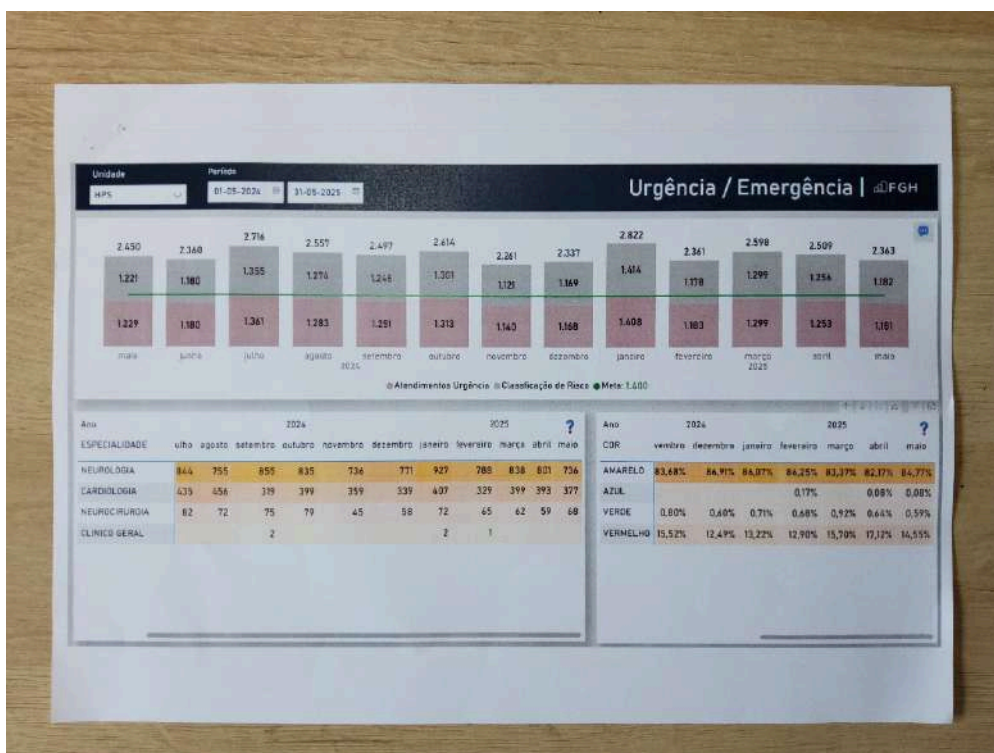 Unidade Período
HPS 01-05-2024 31-05-2025 Urgência / Emergência | FGH
2.450 2.360 2.716 2.557 2.497 2.614 2.261 2.337 2.822 2.361 2.598 2.509 2.363
1.221 1.180 1.355 1.274 1.246 1.301 1.121 1.169 1.414 1.178 1.299 1.256 1.182
1.229 1.180 1.361 1.283 1.251 1.313 1.140 1.168 1.408 1.183 1.299 1.253 1.181
maio junho julho agosto setembro outubro novembro dezembro janeiro fevereiro março abril maio
2024 2025
Atendimentos Urgência Classificação de Risco Meta: 1.400
Ano 2024 2025 ?
ESPECIALIDADE ulho agosto setembro outubro novembro dezembro janeiro fevereiro março abril maio
NEUROLOGIA 844 755 855 835 736 771 927 788 838 801 736
CARDIOLOGIA 435 456 319 399 359 339 407 329 399 393 377
NEUROCIRURGIA 82 72 75 79 45 58 72 65 62 59 68
CLINICO GERAL 2 2 1
Ano 2024 2025 ?
COR vembro dezembro janeiro fevereiro março abril maio
AMARELO 83,68% 86,91% 86,07% 86,25% 83,37% 82,17% 84,77%
AZUL 0,17% 0,08% 0,08%
VERDE 0,80% 0,60% 0,71% 0,68% 0,92% 0,64% 0,59%
VERMELHO 15,52% 12,49% 13,22% 12,90% 15,70% 17,12% 14,55%